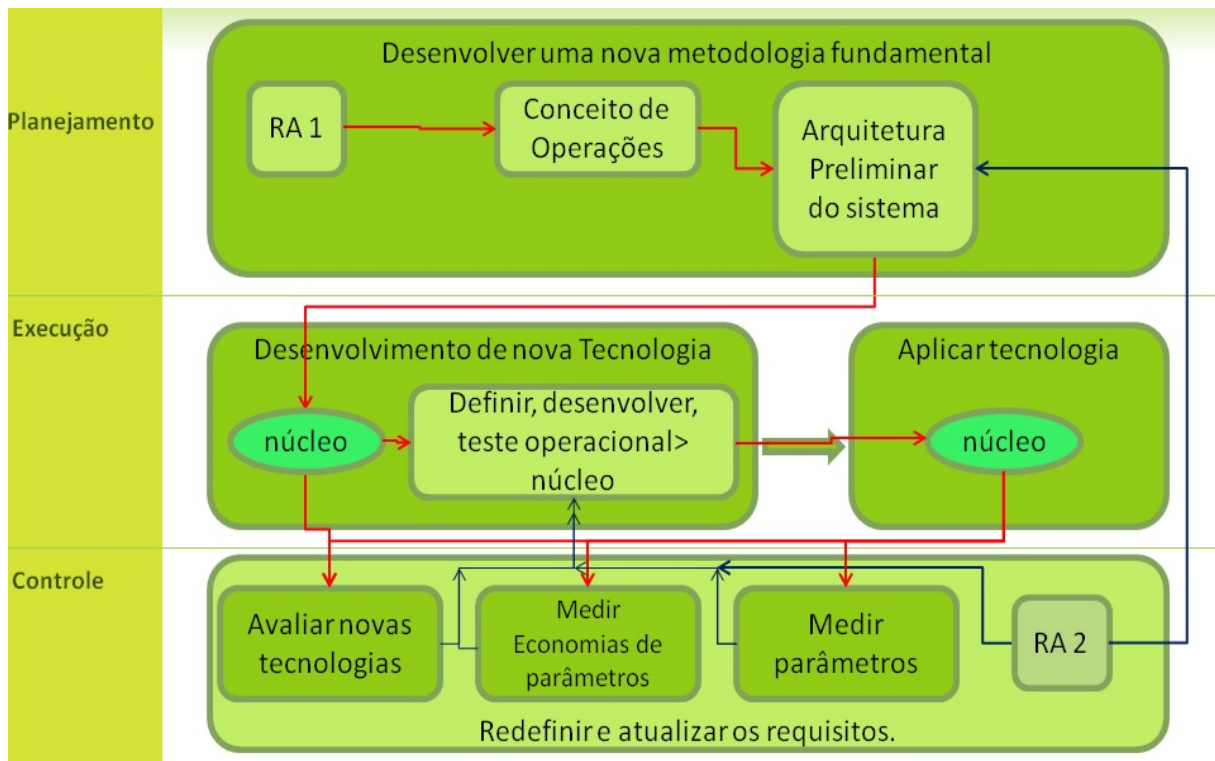 Planejamento
Desenvolver uma nova metodologia fundamental
RA 1
Conceito de
Operações
Arquitetura
Preliminar
do sistema
Execução
Desenvolvimento de nova Tecnologia
núcleo
Definir, desenvolver,
teste operacional>
núcleo
Aplicar tecnologia
núcleo
Controle
Avaliar novas
tecnologias
Medir
Economias de
parâmetros
Medir
parâmetros
RA 2
Redefinir e atualizar os requisitos.